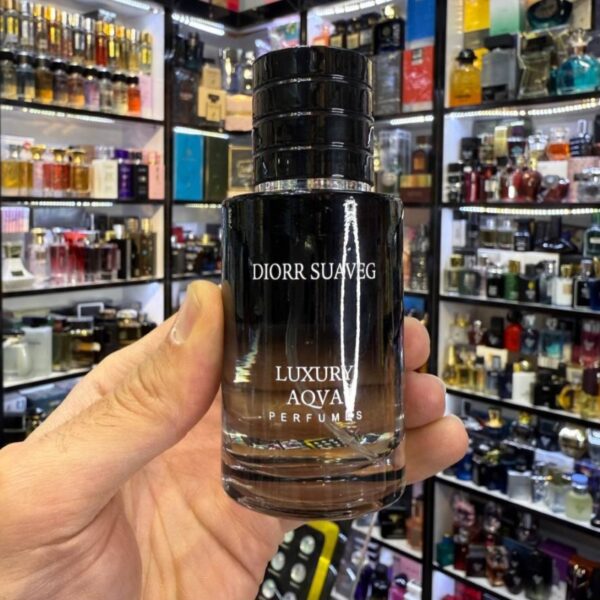 DIORR SUAVEG
LUXURY
AQVA
- PERFUMES